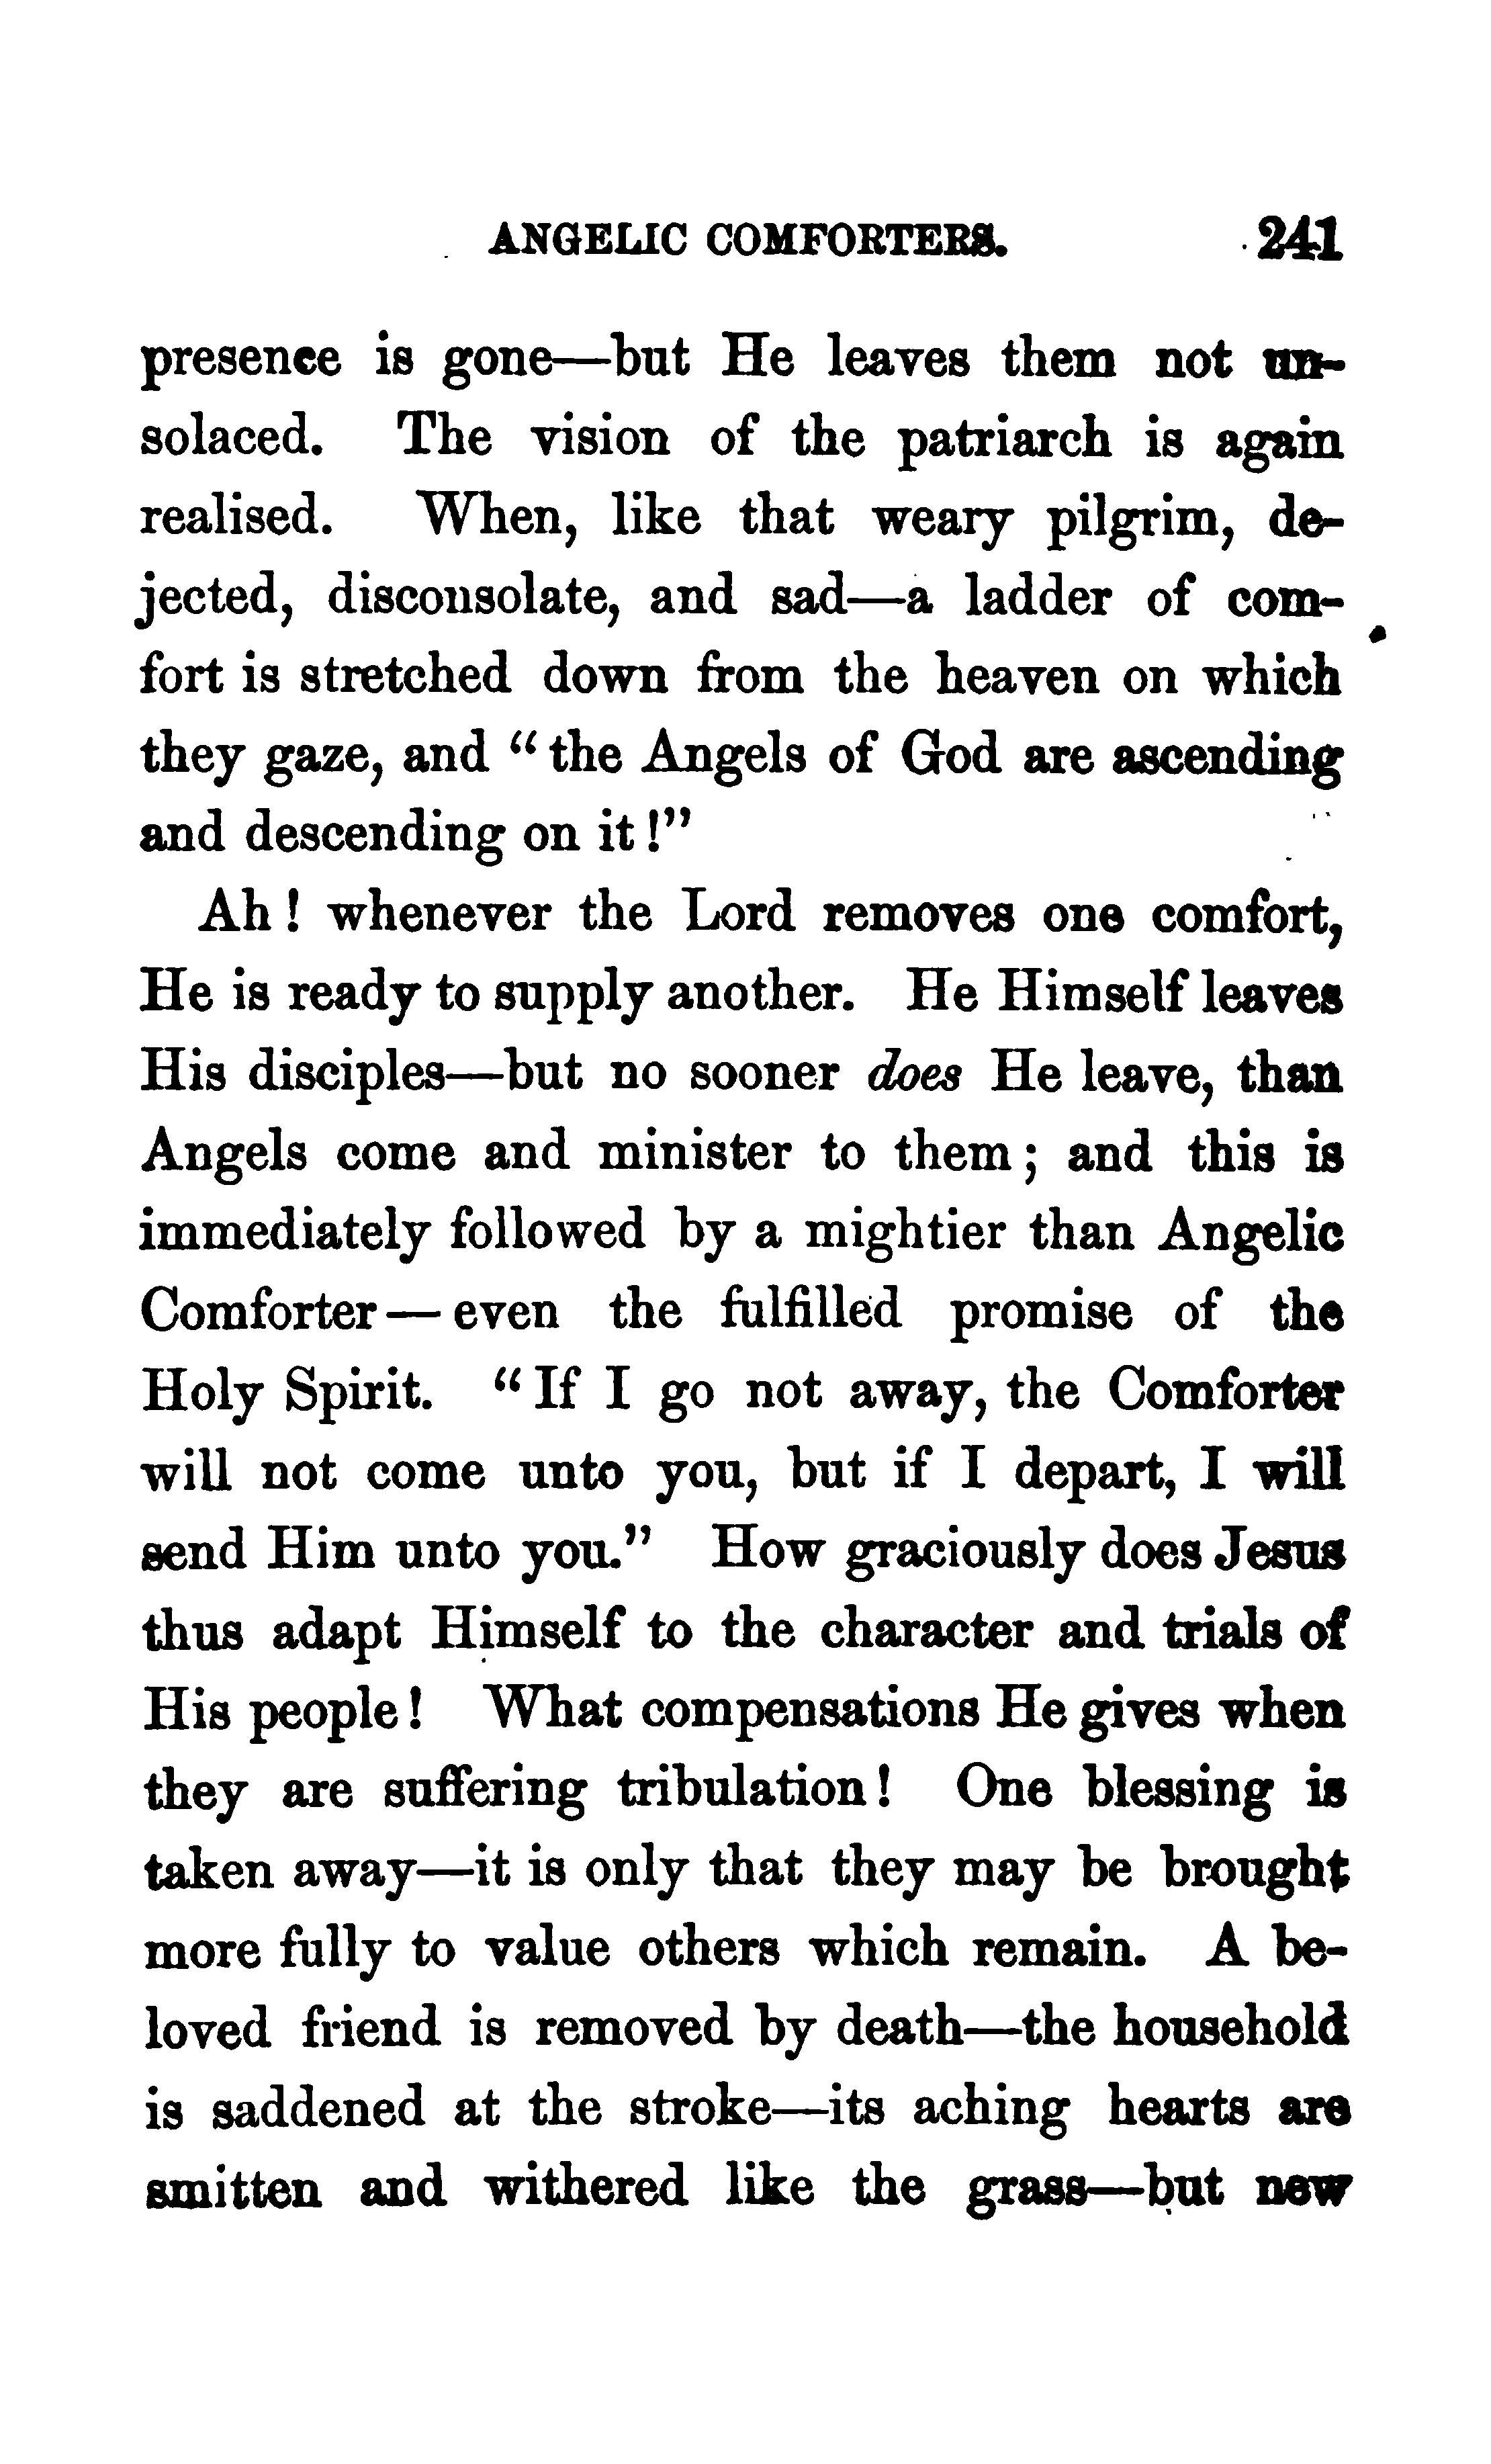 ANGELIC COMFORTERS. 241
presence is gone—but He leaves them not un-
solaced. The vision of the patriarch is again
realised. When, like that weary pilgrim, de-
jected, disconsolate, and sad—a ladder of com-
fort is stretched down from the heaven on which
they gaze, and “the Angels of God are ascending
and descending on it!”
Ah! whenever the Lord removes one comfort,
He is ready to supply another. He Himself leaves
His disciples—but no sooner does He leave, than
Angels come and minister to them; and this is
immediately followed by a mightier than Angelic
Comforter—even the fulfilled promise of the
Holy Spirit. “If I go not away, the Comforter
will not come unto you, but if I depart, I will
send Him unto you.” How graciously does Jesus
thus adapt Himself to the character and trials of
His people! What compensations He gives when
they are suffering tribulation! One blessing is
taken away—it is only that they may be brought
more fully to value others which remain. A be-
loved friend is removed by death—the household
is saddened at the stroke—its aching hearts are
smitten and withered like the grass—but new